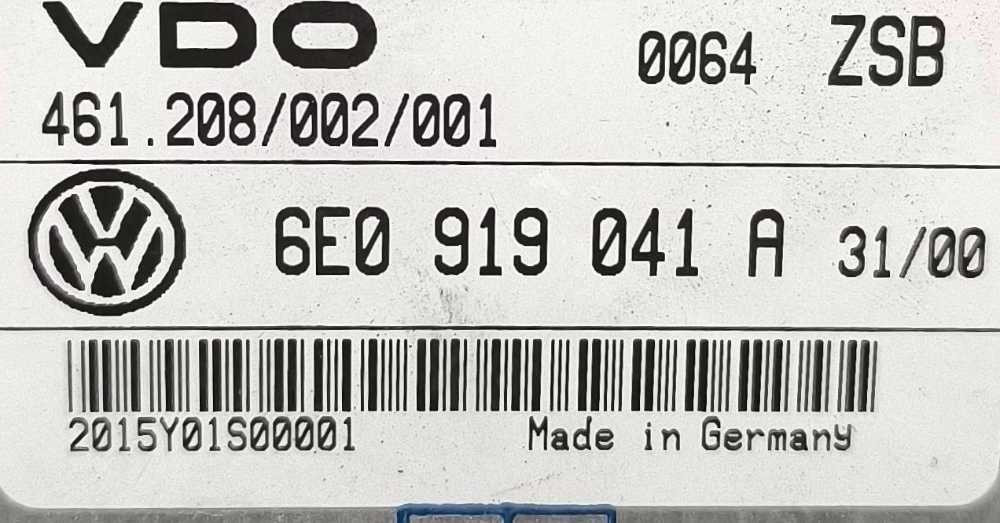 VDO 0064 ZSB
461.208/002/001
6E0 919 041 A 31/00
2015Y01S00001 Made in Germany